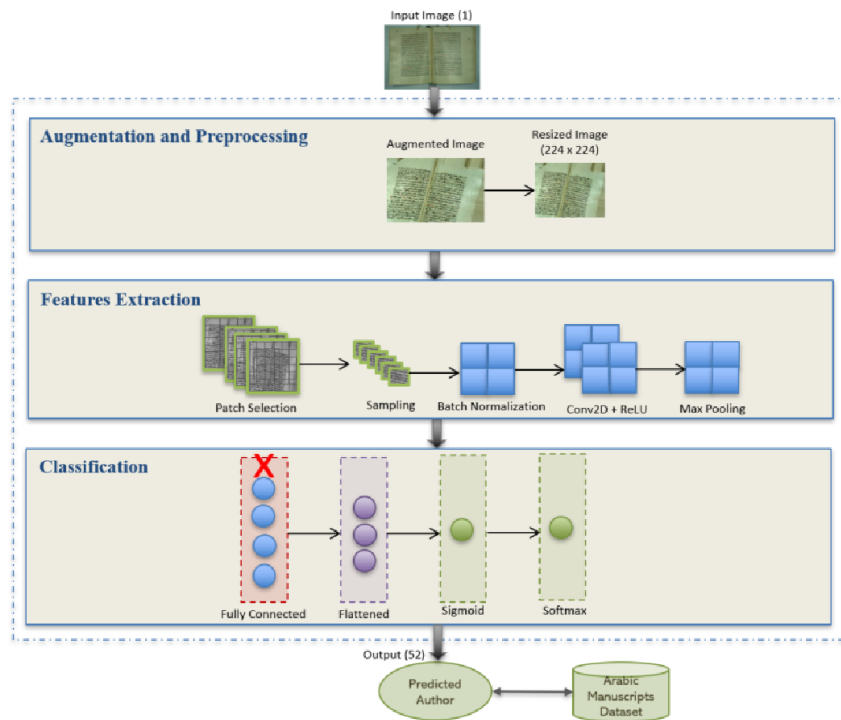 Input Image (1)
Augmentation and Preprocessing
Augmented Image
Resized Image
(224 x 224)
Features Extraction
Patch Selection
Sampling
Batch Normalization
Conv2D + ReLU
Max Pooling
Classification
X
Fully Connected
Flattened
Sigmoid
Softmax
Output (52)
Predicted
Author
Arabic
Manuscripts
Dataset